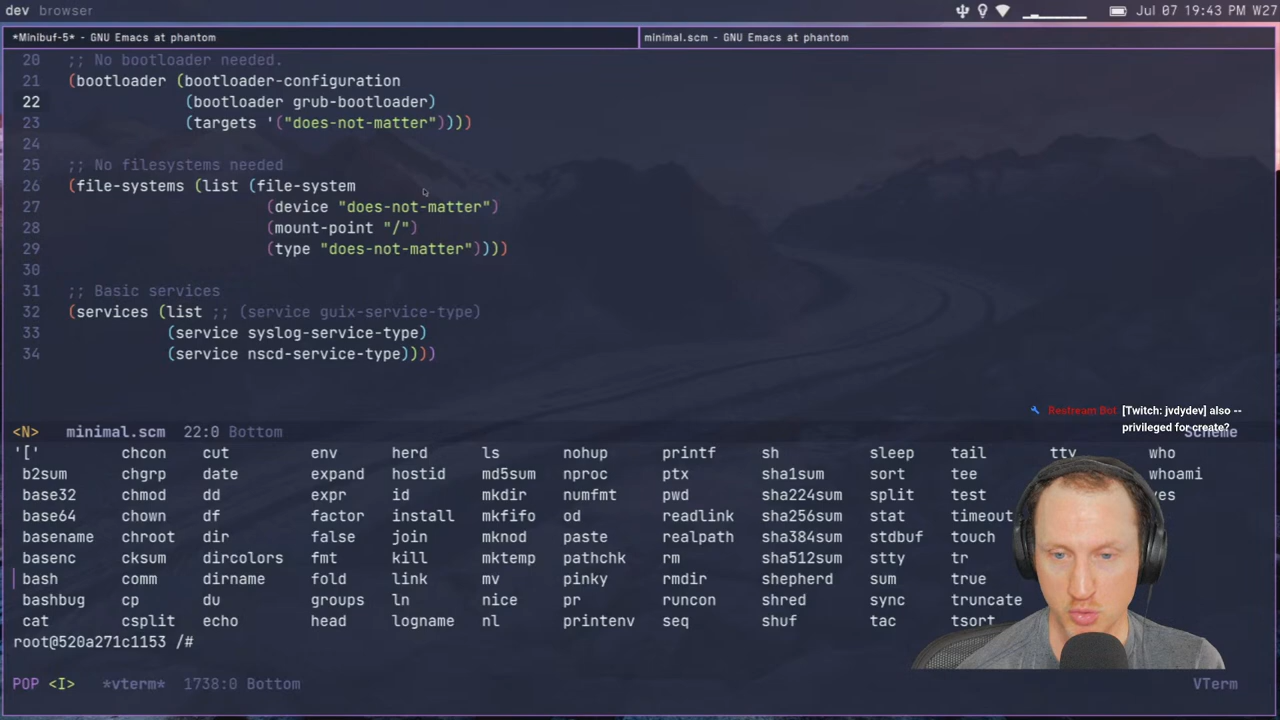 dev browser
Jul 07 19:43 PM W27
*Minibuf-5* - GNU Emacs at phantom
minimal.scm - GNU Emacs at phantom
20 ;; No bootloader needed.
21 (bootloader (bootloader-configuration
22 (bootloader grub-bootloader)
23 (targets '("does-not-matter"))))
24
25 ;; No filesystems needed
26 (file-systems (list (file-system
27 (device "does-not-matter")
28 (mount-point "/")
29 (type "does-not-matter"))))
30
31 ;; Basic services
32 (services (list ;; (service guix-service-type)
33 (service syslog-service-type)
34 (service nscd-service-type))))
Restream Bot [Twitch: jvdydev] also --
privileged for create?
<N> minimal.scm 22:0 Bottom Scheme
'[' chcon cut env herd ls nohup printf sh sleep tail tty who
b2sum chgrp date expand hostid md5sum nproc ptx sha1sum sort tee whoami
base32 chmod dd expr id mkdir numfmt pwd sha224sum split test yes
base64 chown df factor install mkfifo od readlink sha256sum stat timeout
basename chroot dir false join mknod paste realpath sha384sum stdbuf touch
basenc cksum dircolors fmt kill mktemp pathchk rm sha512sum stty tr
bash comm dirname fold link mv pinky rmdir shepherd sum true
bashbug cp du groups ln nice pr runcon shred sync truncate
cat csplit echo head logname nl printenv seq shuf tac tsort
root@520a271c1153 /#
POP <I> *vterm* 1738:0 Bottom VTerm